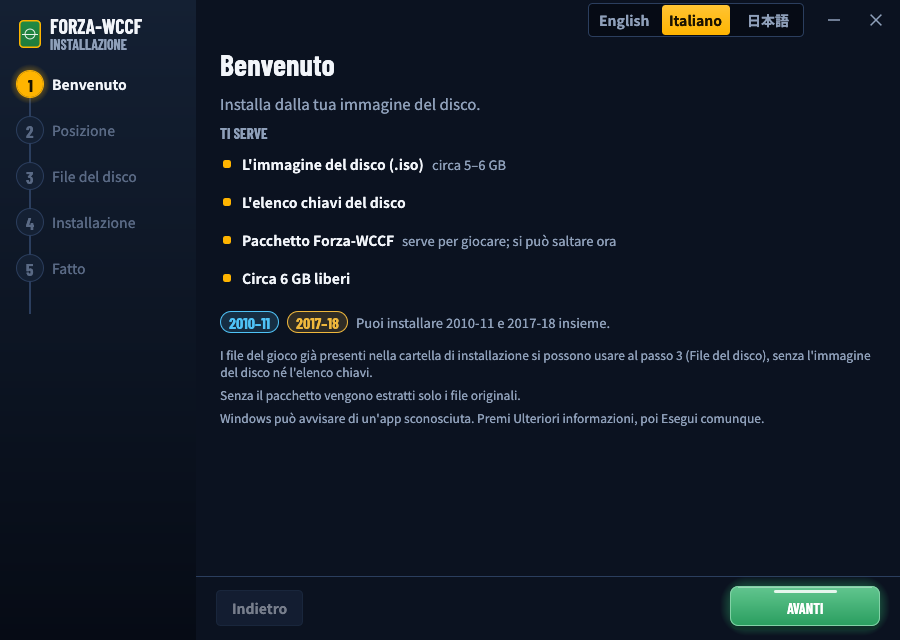 FORZA-WCCF
INSTALLAZIONE
English
Italiano
日本語
1 Benvenuto
2 Posizione
3 File del disco
4 Installazione
5 Fatto
Benvenuto
Installa dalla tua immagine del disco.
TI SERVE
L'immagine del disco (.iso) circa 5–6 GB
L'elenco chiavi del disco
Pacchetto Forza-WCCF serve per giocare; si può saltare ora
Circa 6 GB liberi
2010–11 2017–18 Puoi installare 2010-11 e 2017-18 insieme.
I file del gioco già presenti nella cartella di installazione si possono usare al passo 3 (File del disco), senza l'immagine
del disco né l'elenco chiavi.
Senza il pacchetto vengono estratti solo i file originali.
Windows può avvisare di un'app sconosciuta. Premi Ulteriori informazioni, poi Esegui comunque.
Indietro
AVANTI